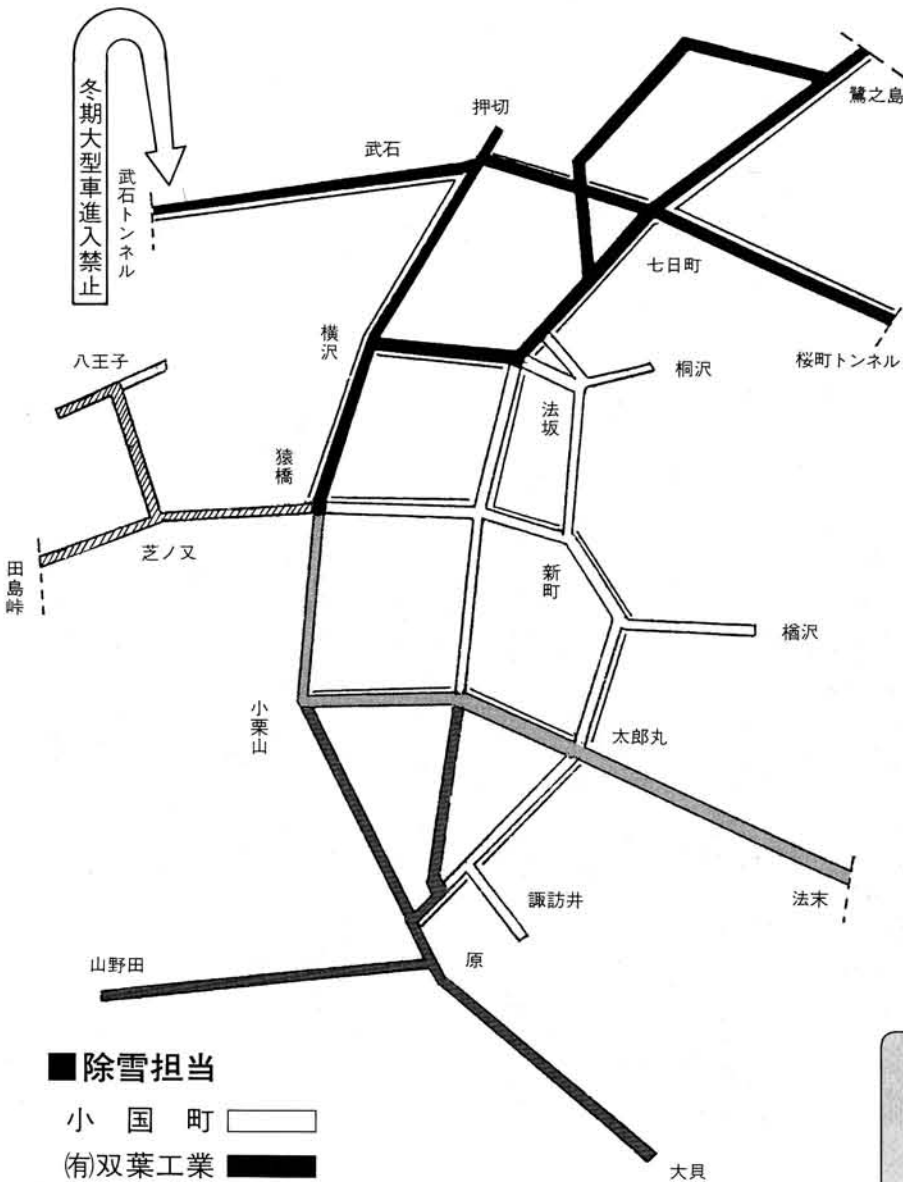 冬期大型車進入禁止
武石トンネル
武石
押切
鷺之島
七日町
桜町トンネル
横沢
八王子
桐沢
法坂
猿橋
芝ノ又
田島峠
新町
楢沢
小栗山
太郎丸
諏訪井
法末
山野田
原
大貝
■除雪担当
小国町
㈲双葉工業